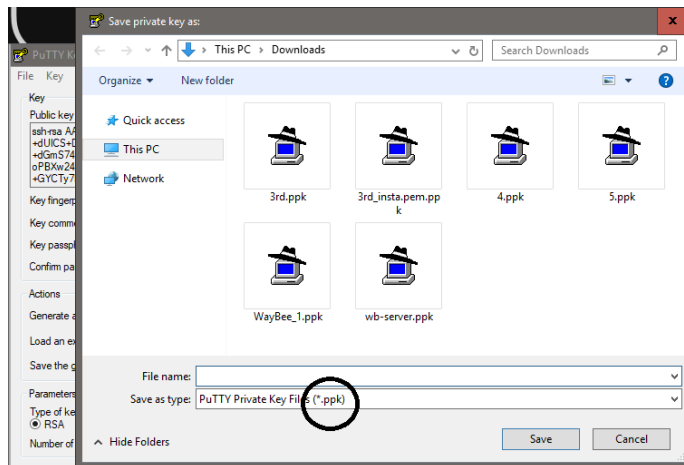 Save private key as:
PuTTY K
This PC > Downloads
Search Downloads
File Key
Organize New folder
Key
Public key
ssh-rsa AA
+dUICS+D
+dGmS74
oPBXw24
+GYCTy7
Quick access
This PC
Network
3rd.ppk
3rd_insta.pem.pp
k
4.ppk
5.ppk
WayBee_1.ppk
wb-server.ppk
Key fingerp
Key comm
Key passpl
Confirm pa
Actions
Generate a
Load an ex
Save the g
Parameters
Type of ke
RSA
Number of
File name:
Save as type: PuTTY Private Key Files (*.ppk)
Hide Folders
Save
Cancel